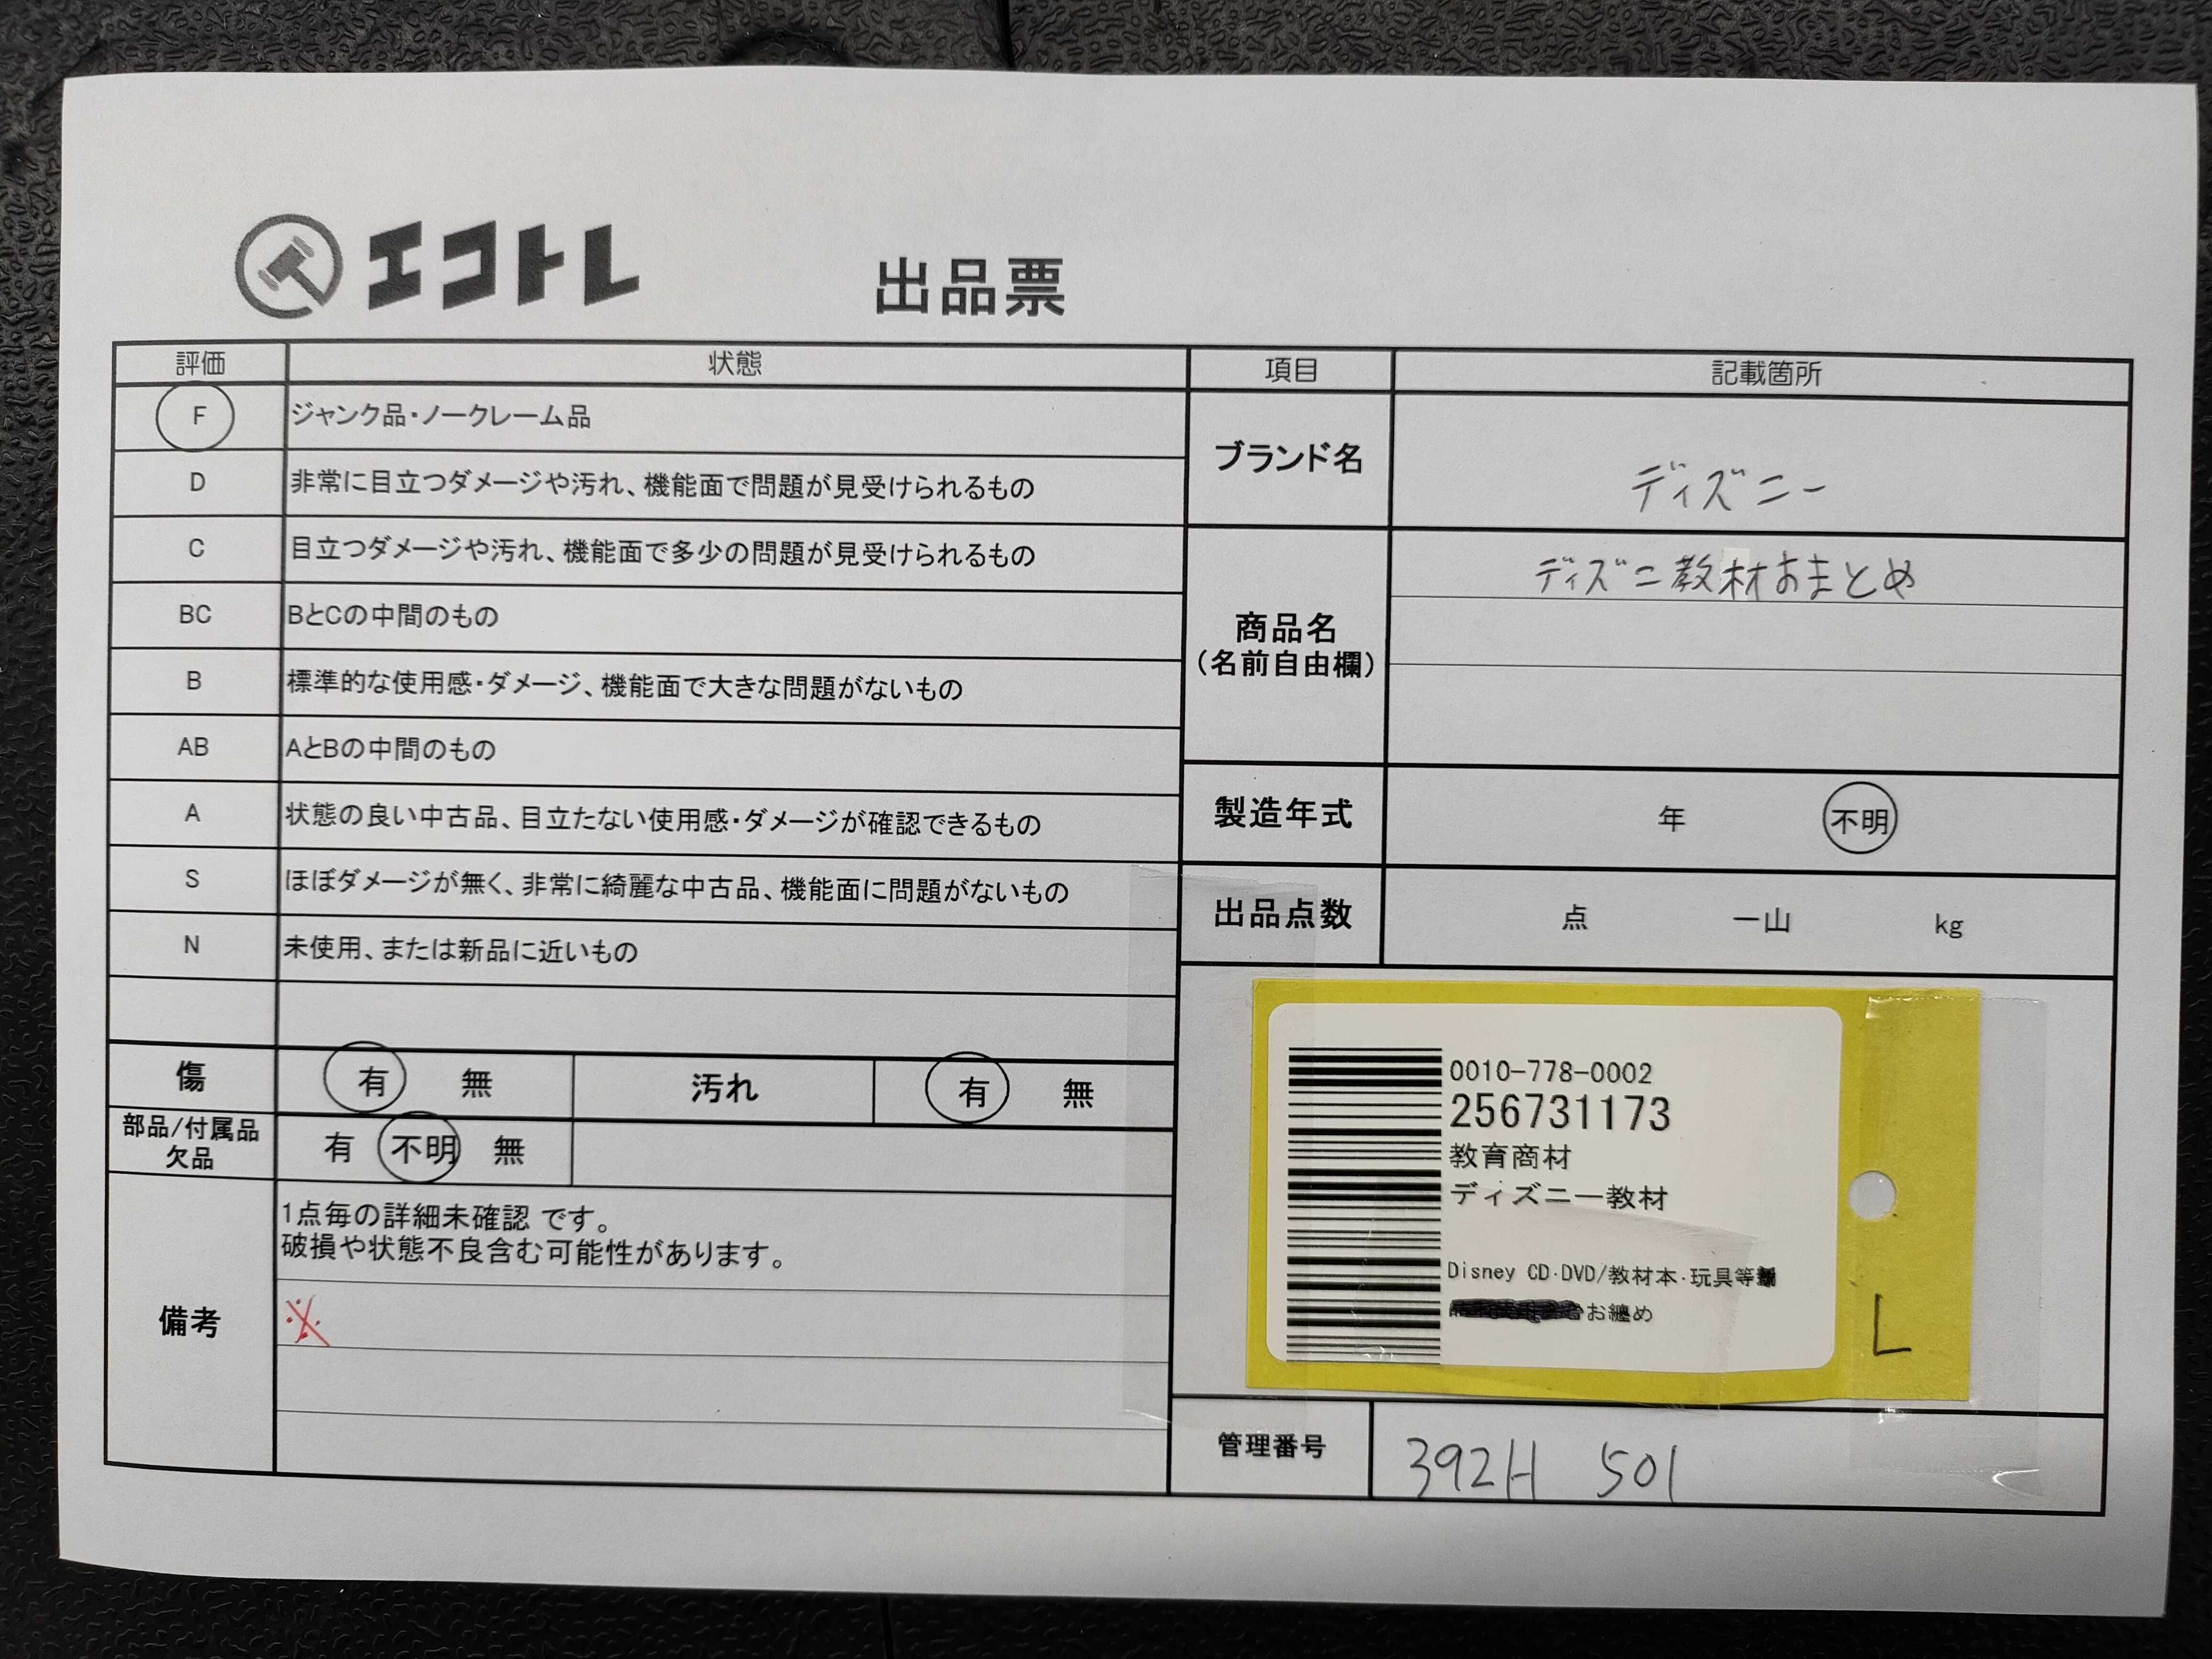 エコトレ
出品票
評価 状態
F ジャンク品・ノークレーム品
D 非常に目立つダメージや汚れ、機能面で問題が見受けられるもの
C 目立つダメージや汚れ、機能面で多少の問題が見受けられるもの
BC BとCの中間のもの
B 標準的な使用感・ダメージ、機能面で大きな問題がないもの
AB AとBの中間のもの
A 状態の良い中古品、目立たない使用感・ダメージが確認できるもの
S ほぼダメージが無く、非常に綺麗な中古品、機能面に問題がないもの
N 未使用、または新品に近いもの
傷 有 無 汚れ 有 無
部品/付属品
欠品
有 不明 無
備考
1点毎の詳細未確認 です。
破損や状態不良含む可能性があります。
※
項目 記載箇所
ブランド名 ディズニー
商品名
(名前自由欄)
ディズニ教材おまとめ
製造年式 年 不明
出品点数 点 一山 kg
0010-778-0002
256731173
教育商材
ディズニー教材
Disney CD・DVD/教材本・玩具等
お纏め
L
管理番号 392H 501